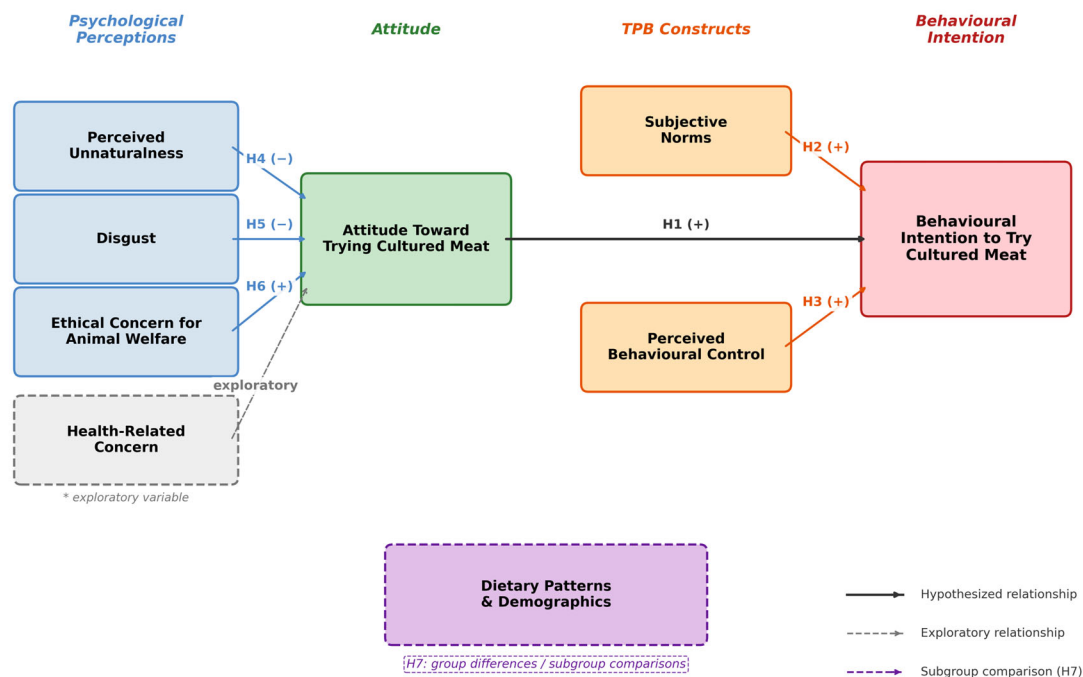 Psychological
Perceptions
Attitude
TPB Constructs
Behavioural
Intention
Perceived
Unnaturalness
H4 (−)
Disgust
H5 (−)
Ethical Concern for
Animal Welfare
H6 (+)
exploratory
Health-Related
Concern
* exploratory variable
Attitude Toward
Trying Cultured Meat
H1 (+)
Subjective
Norms
H2 (+)
Perceived
Behavioural Control
H3 (+)
Behavioural
Intention to Try
Cultured Meat
Dietary Patterns
& Demographics
H7: group differences / subgroup comparisons
Hypothesized relationship
Exploratory relationship
Subgroup comparison (H7)